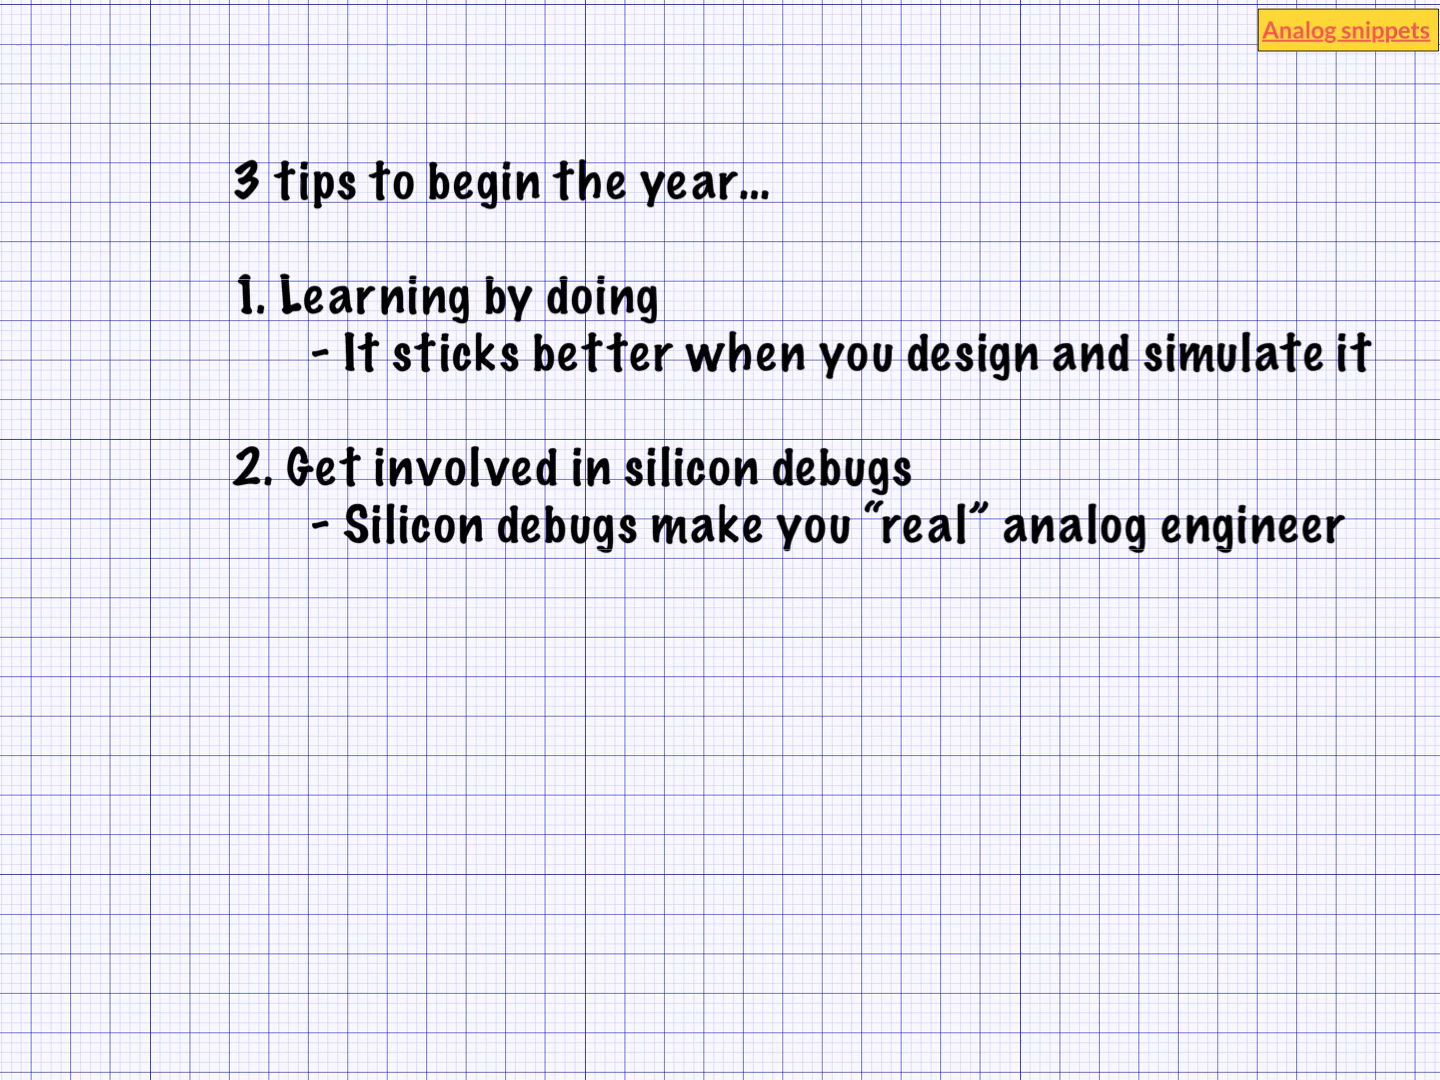 Analog snippets
3 tips to begin the year...
1. Learning by doing
- It sticks better when you design and simulate it
2. Get involved in silicon debugs
- Silicon debugs make you “real” analog engineer